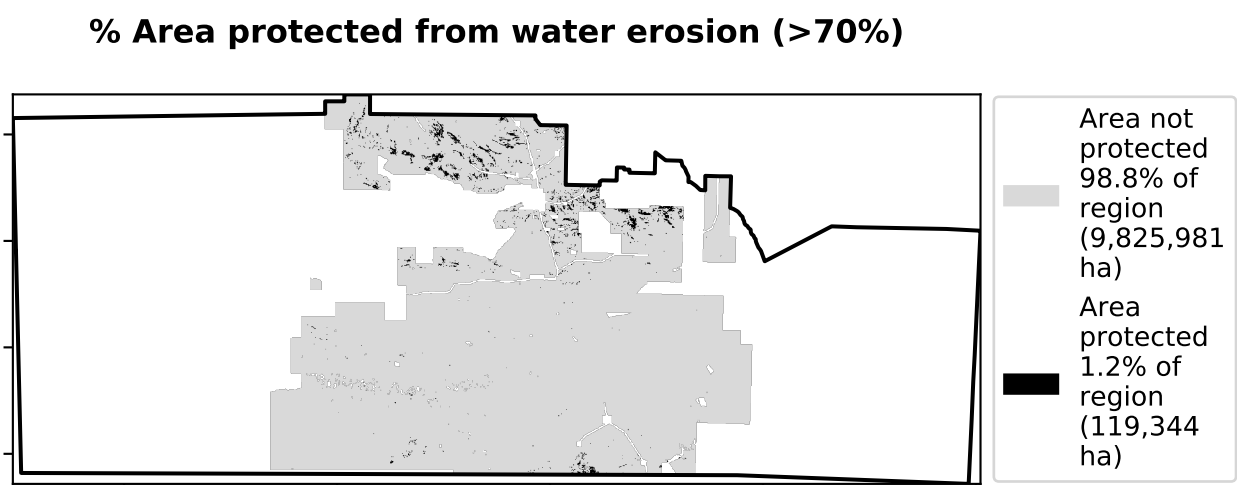 % Area protected from water erosion (>70%)
Area not
protected
98.8% of
region
(9,825,981
ha)
Area
protected
1.2% of
region
(119,344
ha)